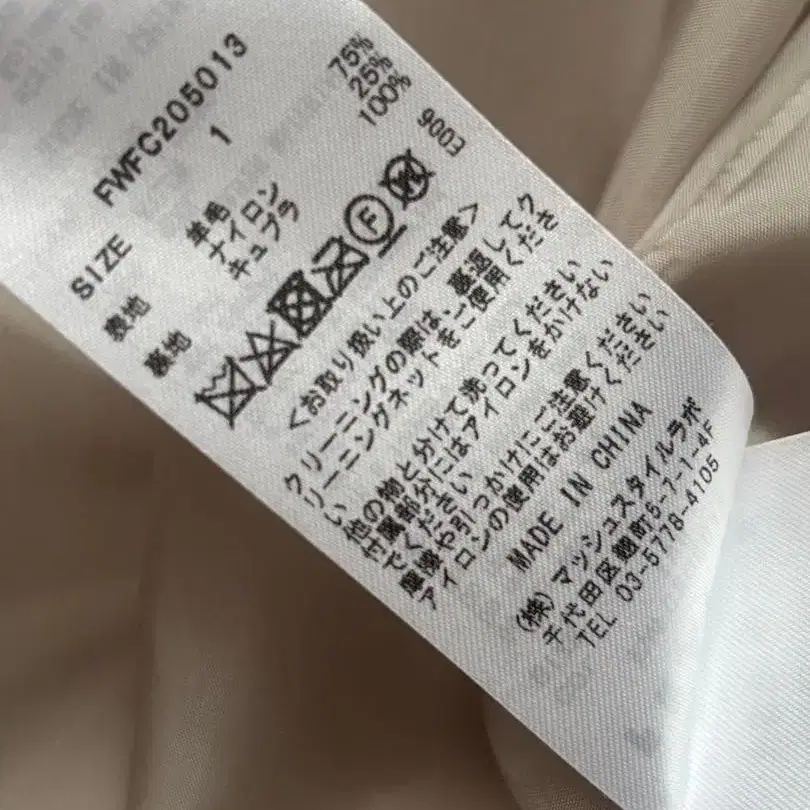 FWFC205013
SIZE 1
表地 羊毛 75%
ナイロン 25%
裏地 キュプラ 100%
E006
<お取り扱い上のご注意>
クリーニングの際は、裏返してク
リーニングネットをご使用くださ
い
他の物と分けて洗ってください
付属部分にはアイロンをかけない
でください
摩擦や引っかけにご注意ください
アイロンの使用はお避けください
MADE IN CHINA
(株)マッシュスタイルラボ
千代田区麹町5-7-1-4F
TEL 03-5778-4105